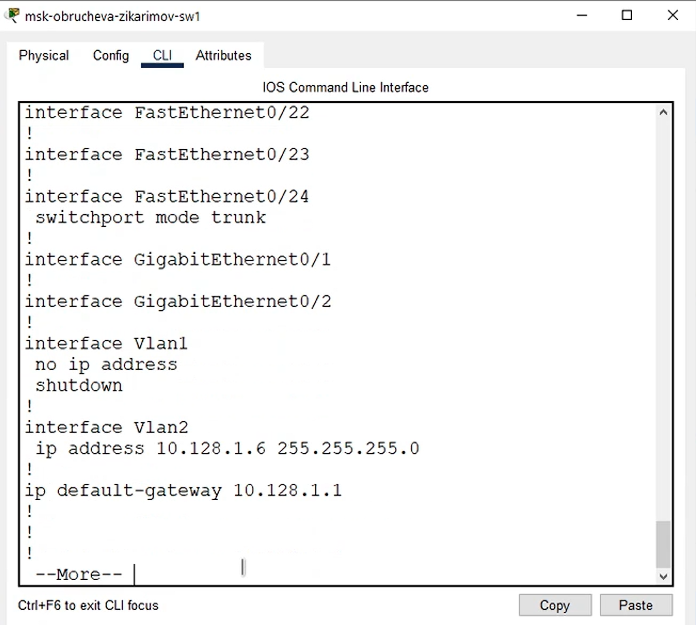 msk-obrucheva-zikarimov-sw1
Physical Config CLI Attributes
IOS Command Line Interface
interface FastEthernet0/22
!
interface FastEthernet0/23
!
interface FastEthernet0/24
 switchport mode trunk
!
interface GigabitEthernet0/1
!
interface GigabitEthernet0/2
!
interface Vlan1
 no ip address
 shutdown
!
interface Vlan2
 ip address 10.128.1.6 255.255.255.0
!
ip default-gateway 10.128.1.1
!
!
!
 --More--
Ctrl+F6 to exit CLI focus Copy Paste